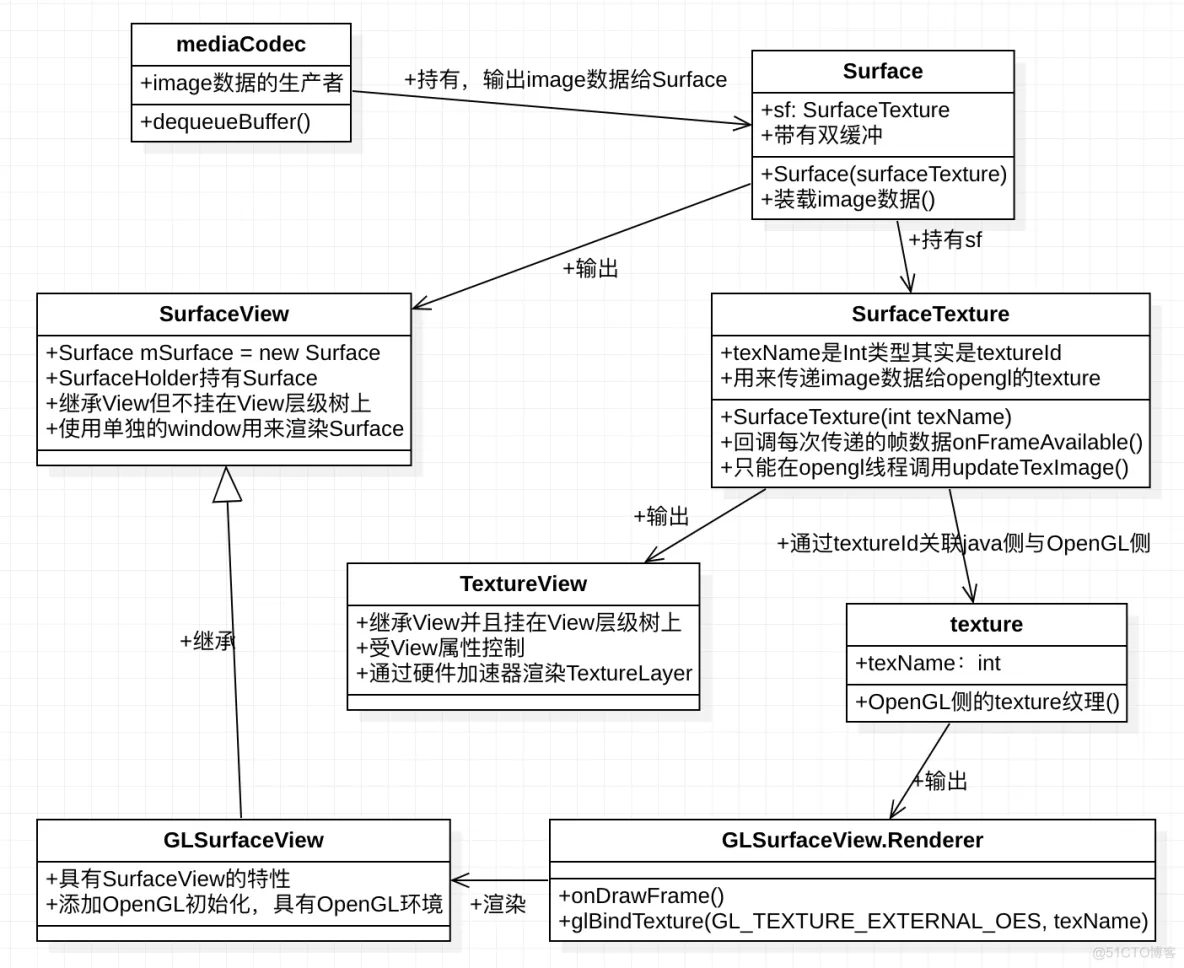 mediaCodec
+image数据的生产者
+dequeueBuffer()
+持有，输出image数据给Surface
Surface
+sf: SurfaceTexture
+带有双缓冲
+Surface(surfaceTexture)
+装载image数据()
+持有sf
+输出
SurfaceView
+Surface mSurface = new Surface
+SurfaceHolder持有Surface
+继承View但不挂在View层级树上
+使用单独的window用来渲染Surface
SurfaceTexture
+texName是Int类型其实是textureId
+用来传递image数据给opengl的texture
+SurfaceTexture(int texName)
+回调每次传递的帧数据onFrameAvailable()
+只能在opengl线程调用updateTexImage()
+输出
+通过textureId关联java侧与OpenGL侧
TextureView
+继承View并且挂在View层级树上
+受View属性控制
+通过硬件加速器渲染TextureLayer
texture
+texName：int
+OpenGL侧的texture纹理()
+继承
+输出
GLSurfaceView
+具有SurfaceView的特性
+添加OpenGL初始化，具有OpenGL环境
+渲染
GLSurfaceView.Renderer
+onDrawFrame()
+glBindTexture(GL_TEXTURE_EXTERNAL_OES, texName)
@51CTO博客